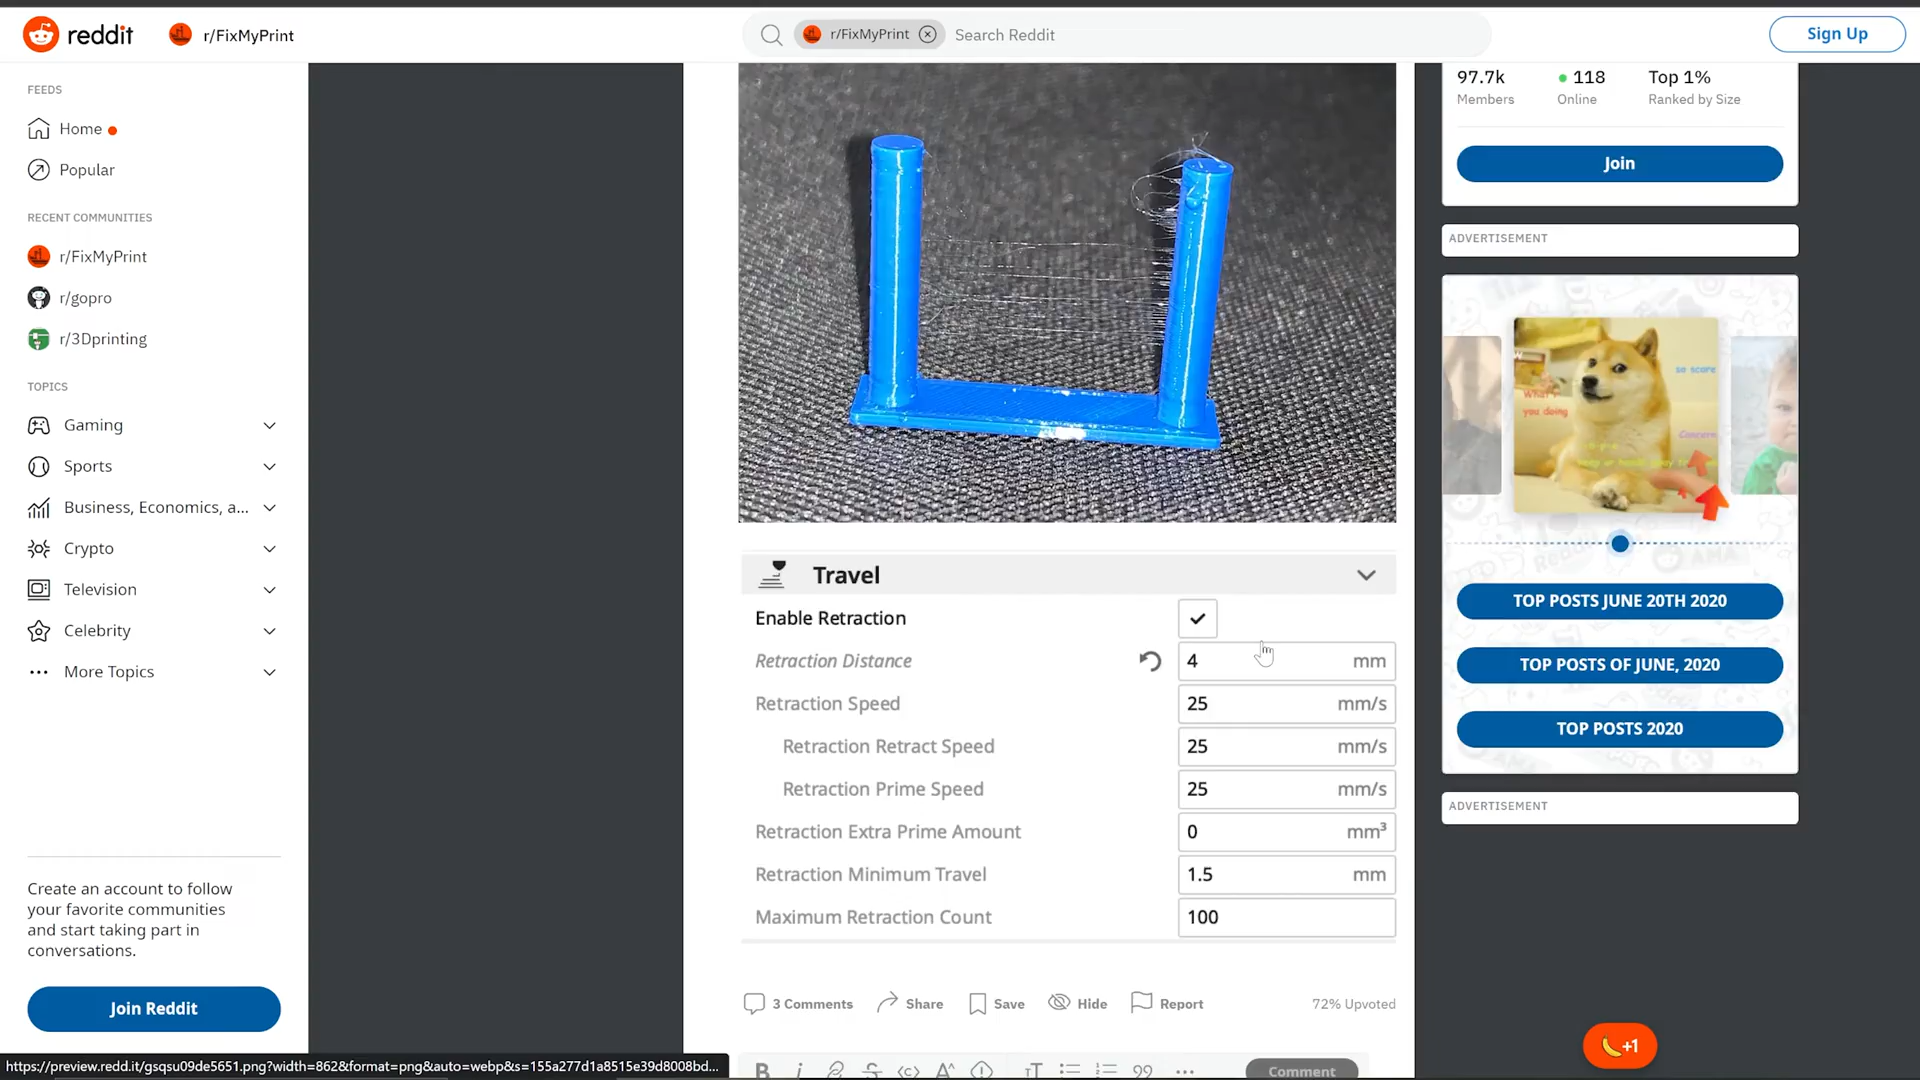 reddit
r/FixMyPrint
r/FixMyPrint
Search Reddit
Sign Up
FEEDS
Home
Popular
RECENT COMMUNITIES
r/FixMyPrint
r/gopro
r/3Dprinting
TOPICS
Gaming
Sports
Business, Economics, a...
Crypto
Television
Celebrity
More Topics
Create an account to follow
your favorite communities
and start taking part in
conversations.
Join Reddit
https://preview.redd.it/gsqsu09de5651.png?width=862&format=png&auto=webp&s=155a277d1a8515e39d8008bd...
Travel
Enable Retraction
Retraction Distance 4 mm
Retraction Speed 25 mm/s
Retraction Retract Speed 25 mm/s
Retraction Prime Speed 25 mm/s
Retraction Extra Prime Amount 0 mm³
Retraction Minimum Travel 1.5 mm
Maximum Retraction Count 100
3 Comments Share Save Hide Report 72% Upvoted
Comment
97.7k 118 Top 1%
Members Online Ranked by Size
Join
ADVERTISEMENT
so scare
What
you doing
Concern
TOP POSTS JUNE 20TH 2020
TOP POSTS OF JUNE, 2020
TOP POSTS 2020
ADVERTISEMENT
+1